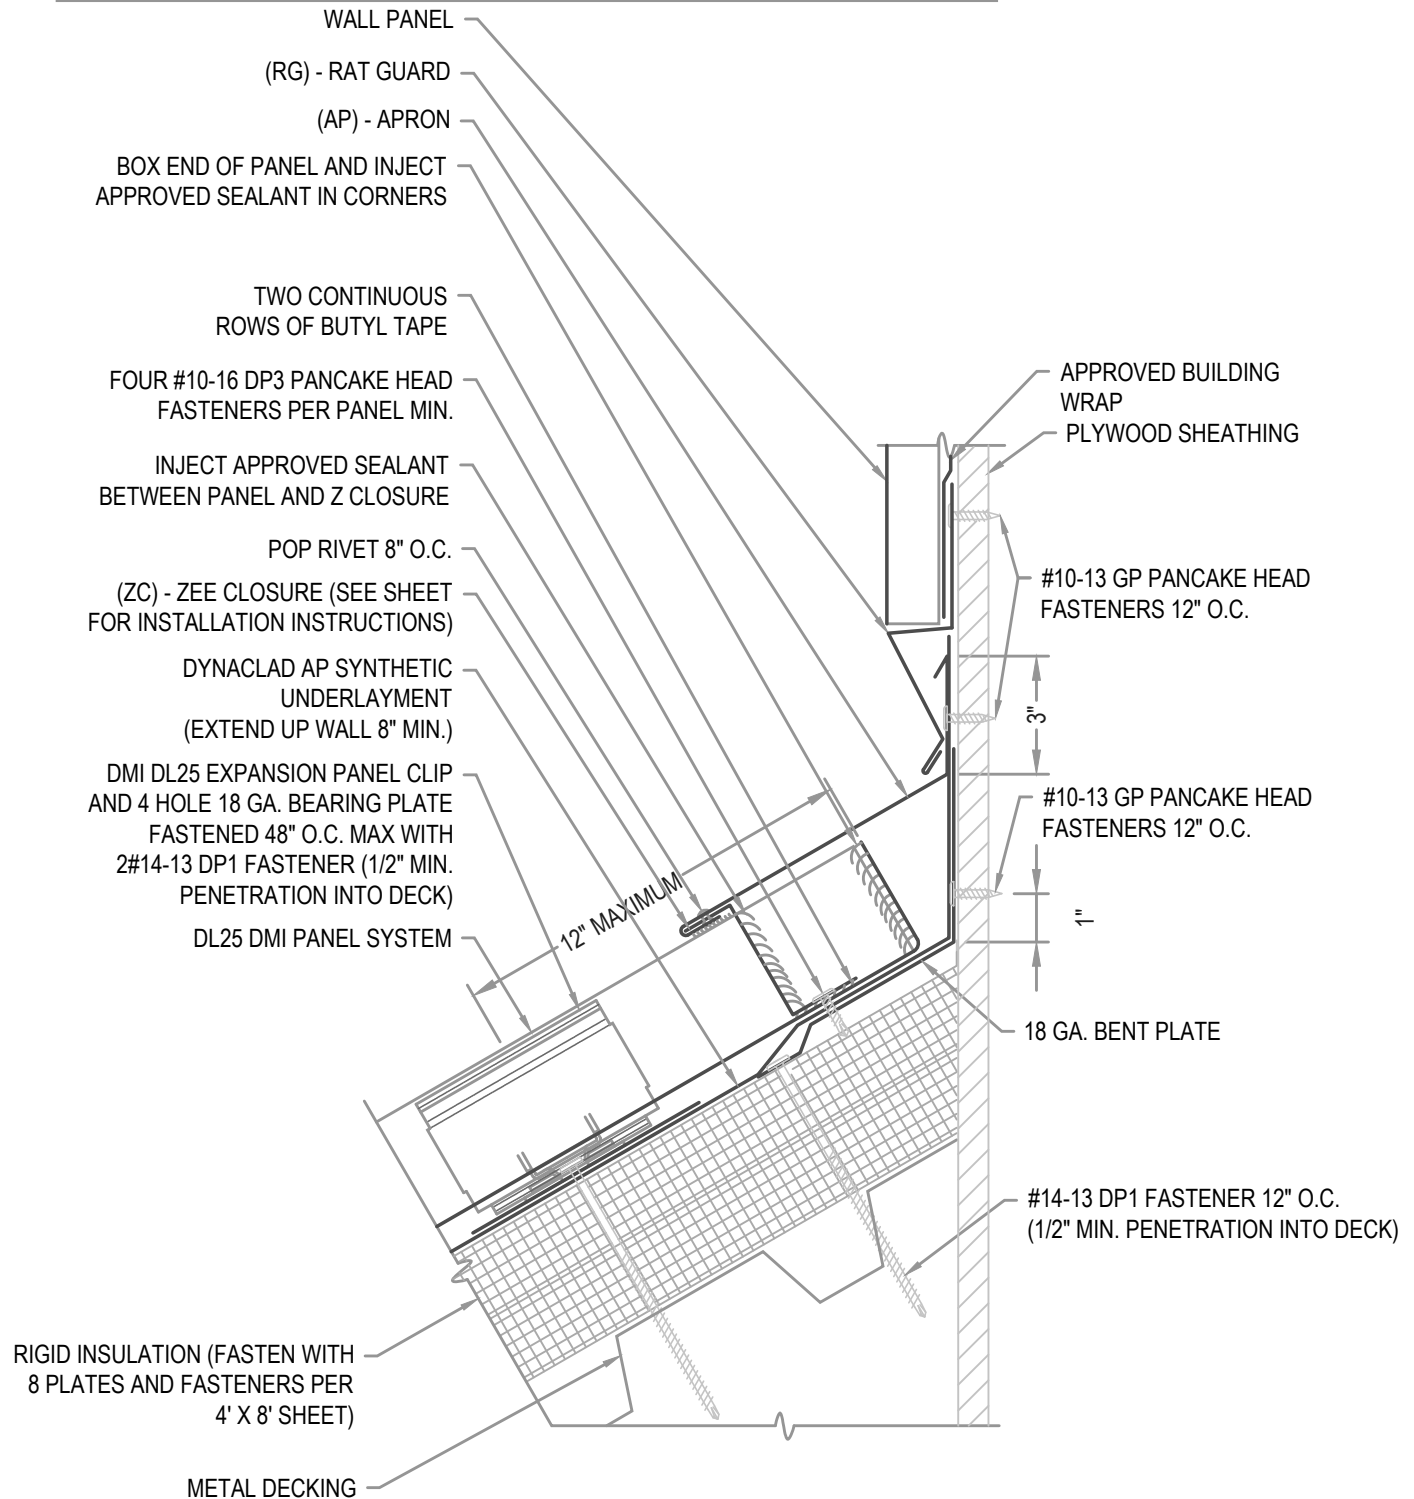 WALL PANEL
(RG) - RAT GUARD
(AP) - APRON
BOX END OF PANEL AND INJECT
APPROVED SEALANT IN CORNERS
TWO CONTINUOUS
ROWS OF BUTYL TAPE
FOUR #10-16 DP3 PANCAKE HEAD
FASTENERS PER PANEL MIN.
INJECT APPROVED SEALANT
BETWEEN PANEL AND Z CLOSURE
POP RIVET 8" O.C.
(ZC) - ZEE CLOSURE (SEE SHEET
FOR INSTALLATION INSTRUCTIONS)
DYNACLAD AP SYNTHETIC
UNDERLAYMENT
(EXTEND UP WALL 8" MIN.)
DMI DL25 EXPANSION PANEL CLIP
AND 4 HOLE 18 GA. BEARING PLATE
FASTENED 48" O.C. MAX WITH
2#14-13 DP1 FASTENER (1/2" MIN.
PENETRATION INTO DECK)
DL25 DMI PANEL SYSTEM
12" MAXIMUM
RIGID INSULATION (FASTEN WITH
8 PLATES AND FASTENERS PER
4' X 8' SHEET)
METAL DECKING
APPROVED BUILDING
WRAP
PLYWOOD SHEATHING
#10-13 GP PANCAKE HEAD
FASTENERS 12" O.C.
3"
#10-13 GP PANCAKE HEAD
FASTENERS 12" O.C.
1"
18 GA. BENT PLATE
#14-13 DP1 FASTENER 12" O.C.
(1/2" MIN. PENETRATION INTO DECK)